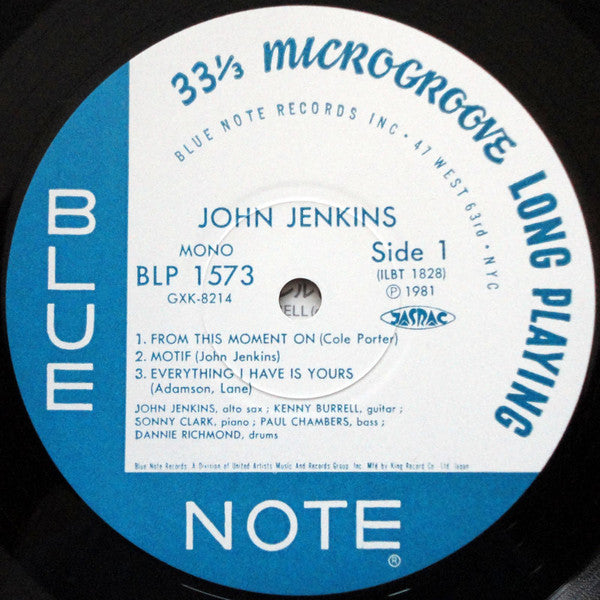 33⅓ MICROGROOVE LONG PLAYING
BLUE NOTE RECORDS INC • 47 WEST 63rd • NYC
JOHN JENKINS
MONO
BLP 1573
GXK-8214
Side 1
(ILBT 1828)
Ⓟ 1981
JASRAC
ル
ELL
1. FROM THIS MOMENT ON (Cole Porter)
2. MOTIF (John Jenkins)
3. EVERYTHING I HAVE IS YOURS
(Adamson, Lane)
JOHN JENKINS, alto sax ; KENNY BURRELL, guitar ;
SONNY CLARK, piano ; PAUL CHAMBERS, bass ;
DANNIE RICHMOND, drums
Blue Note Records. A Division of United Artists Music And Records Group. Inc. Mfd by King Record Co. Ltd. Japan
BLUE
NOTE®